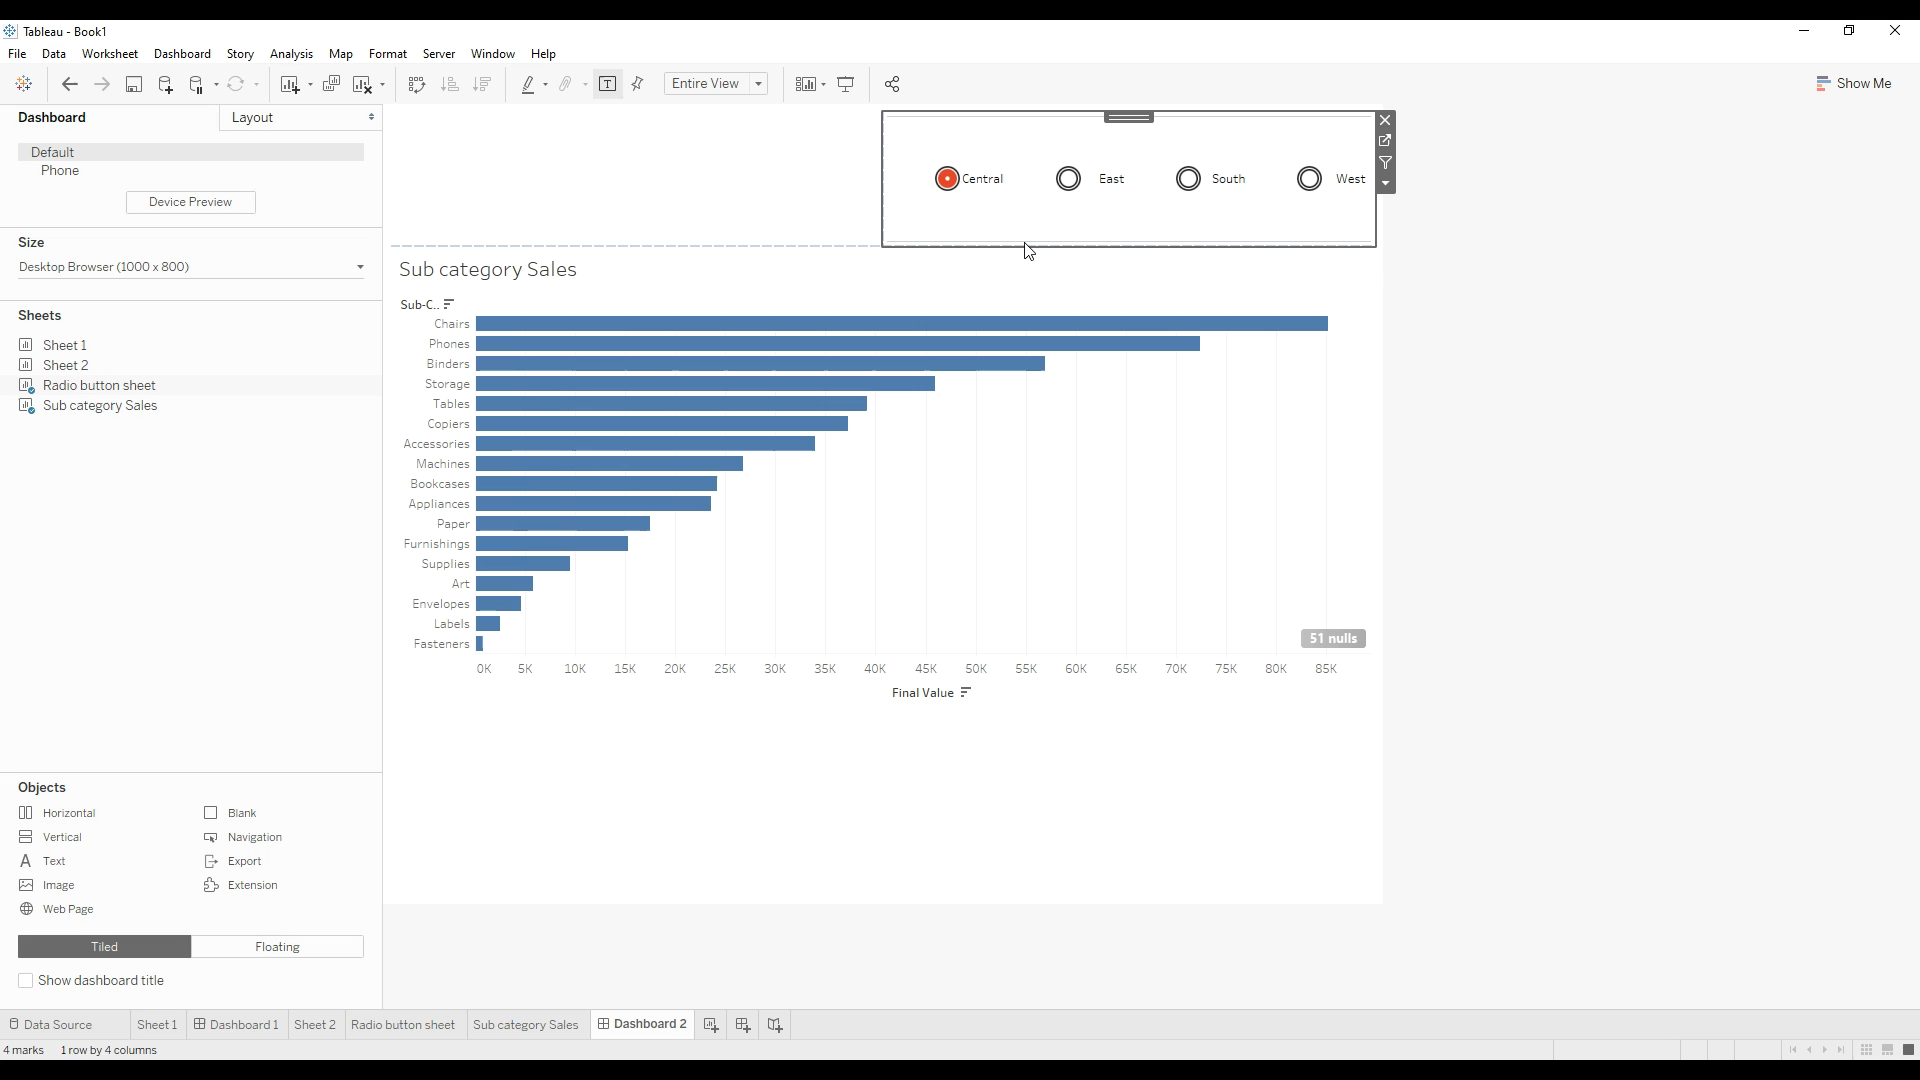 Tableau - Book1
File Data Worksheet Dashboard Story Analysis Map Format Server Window Help
Entire View
Show Me
Dashboard
Layout
Default
Phone
Device Preview
Size
Desktop Browser (1000 x 800)
Sheets
Sheet 1
Sheet 2
Radio button sheet
Sub category Sales
Objects
Horizontal
Blank
Vertical
Navigation
Text
Export
Image
Extension
Web Page
Tiled
Floating
Show dashboard title
Central
East
South
West
Sub category Sales
Sub-C..
Chairs
Phones
Binders
Storage
Tables
Copiers
Accessories
Machines
Bookcases
Appliances
Paper
Furnishings
Supplies
Art
Envelopes
Labels
Fasteners
51 nulls
0K 5K 10K 15K 20K 25K 30K 35K 40K 45K 50K 55K 60K 65K 70K 75K 80K 85K
Final Value
Data Source Sheet 1 Dashboard 1 Sheet 2 Radio button sheet Sub category Sales Dashboard 2
4 marks 1 row by 4 columns